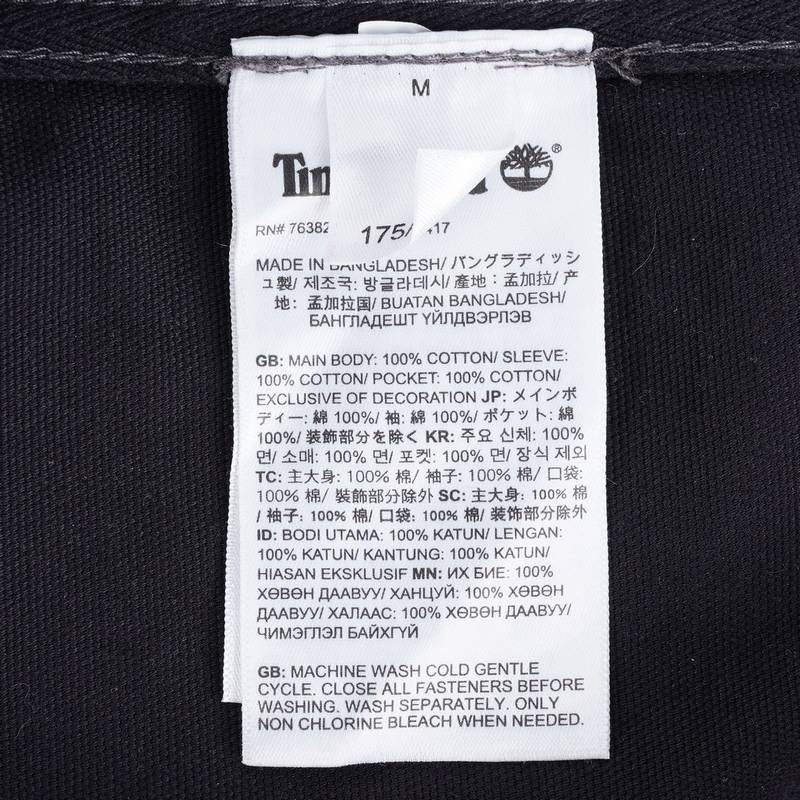 M
®
RN# 76382
175/
417
MADE IN BANGLADESH/ バングラディッシ
ュ製/ 제조국: 방글라데시/ 產地：孟加拉/ 产
地：孟加拉国/ BUATAN BANGLADESH/
БАНГЛАДЕШТ ҮЙЛДВЭРЛЭВ
GB: MAIN BODY: 100% COTTON/ SLEEVE:
100% COTTON/ POCKET: 100% COTTON/
EXCLUSIVE OF DECORATION JP: メインボ
ディー: 綿 100%/ 袖: 綿 100%/ ポケット: 綿
100%/ 装飾部分を除く KR: 주요 신체: 100%
면/ 소매: 100% 면/ 포켓: 100% 면/ 장식 제외
TC: 主大身: 100% 棉/ 袖子: 100% 棉/ 口袋:
100% 棉/ 裝飾部分除外 SC: 主大身: 100% 棉
/ 袖子: 100% 棉/ 口袋: 100% 棉/ 装饰部分除外
ID: BODI UTAMA: 100% KATUN/ LENGAN:
100% KATUN/ KANTUNG: 100% KATUN/
HIASAN EKSKLUSIF MN: ИХ БИЕ: 100%
ХӨВӨН ДААВУУ/ ХАНЦУЙ: 100% ХӨВӨН
ДААВУУ/ ХАЛААС: 100% ХӨВӨН ДААВУУ/
ЧИМЭГЛЭЛ БАЙХГҮЙ
GB: MACHINE WASH COLD GENTLE
CYCLE. CLOSE ALL FASTENERS BEFORE
WASHING. WASH SEPARATELY. ONLY
NON CHLORINE BLEACH WHEN NEEDED.